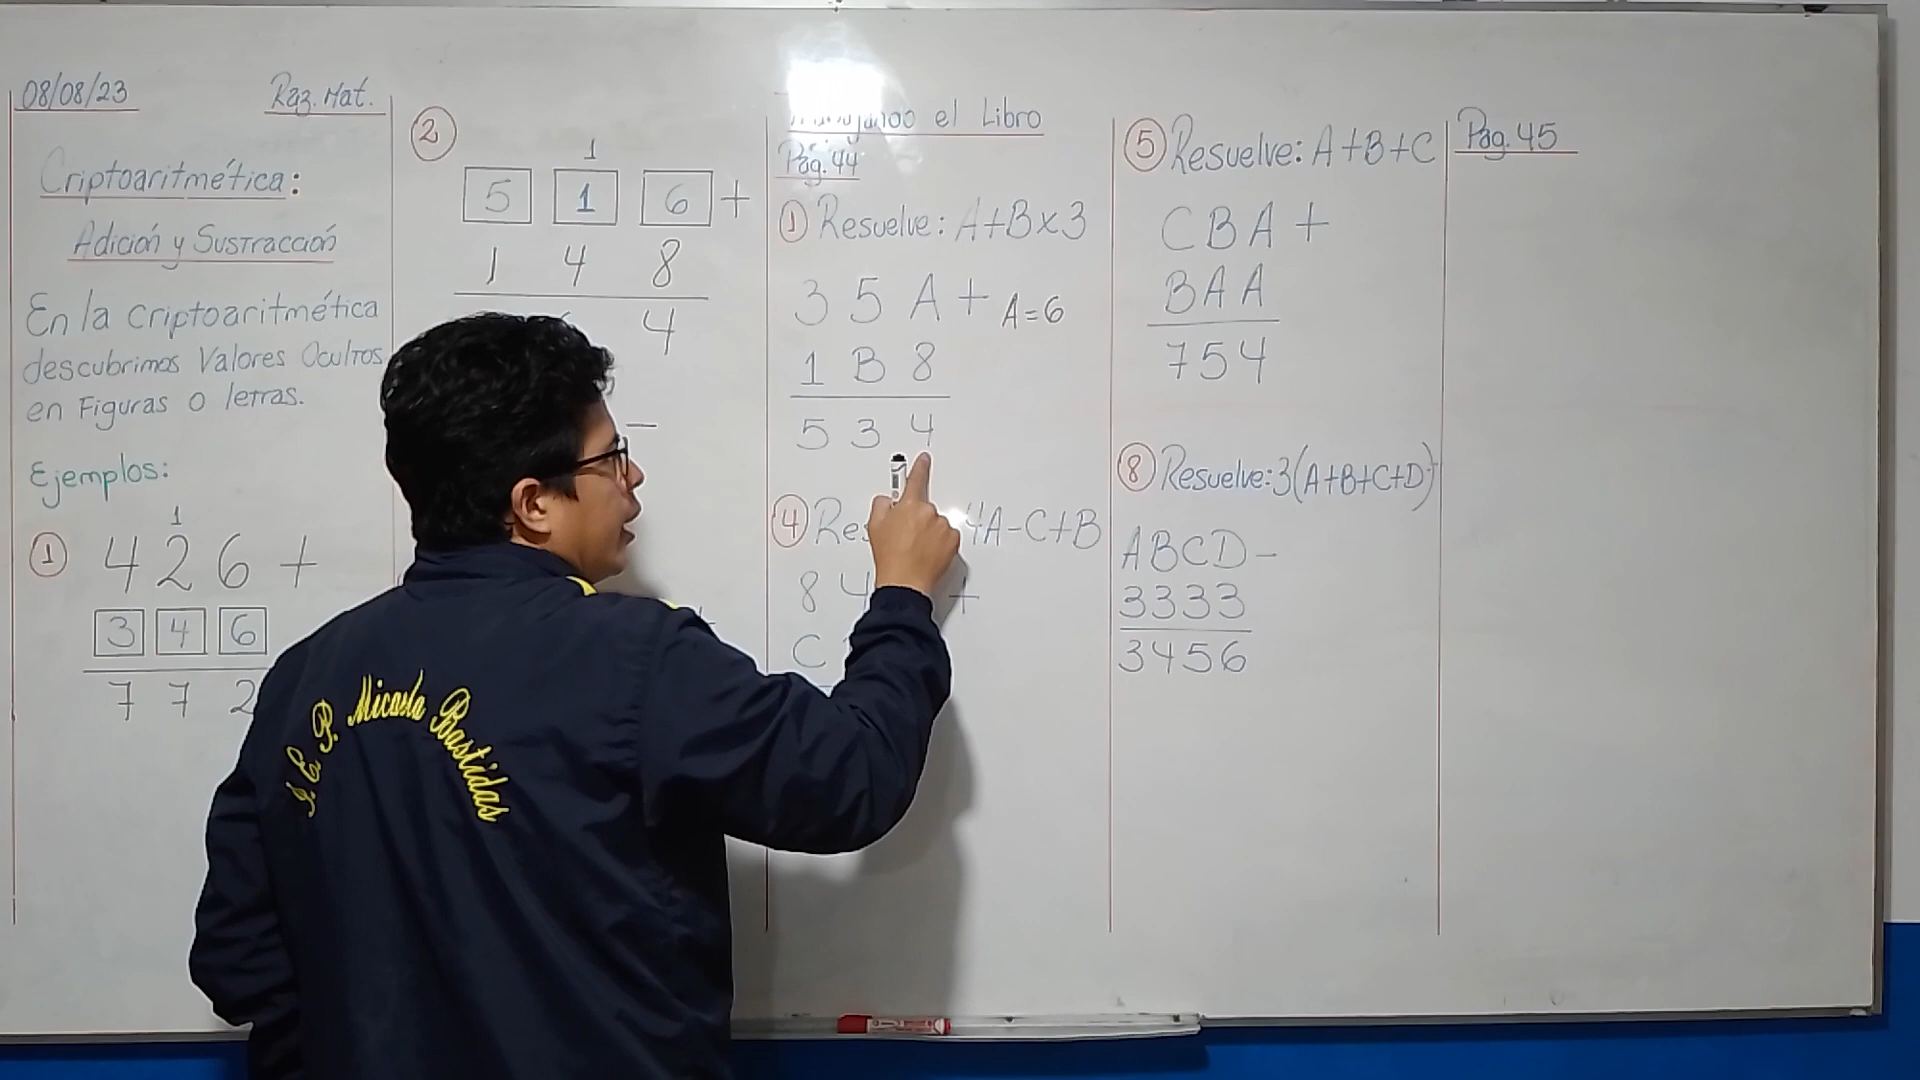 08/08/23
Raz. Mat.
Criptoaritmética:
Adición y Sustracción
En la criptoaritmética
descubrimos Valores Ocultos
en Figuras o letras.
Ejemplos:
1
① 4 2 6 +
3 4 6
7 7 2
②
1
5 1 6 +
1 4 8
4
-
el Libro
Pág. 44
① Resuelve: A+Bx3
3 5 A + A=6
1 B 8
5 3 4
④ 4A-C+B
8 4 +
C
⑤ Resuelve: A+B+C
C B A +
B A A
7 5 4
⑧ Resuelve: 3(A+B+C+D)
A B C D -
3 3 3 3
3 4 5 6
Pág. 45
I.E.P. Micaela Bastidas